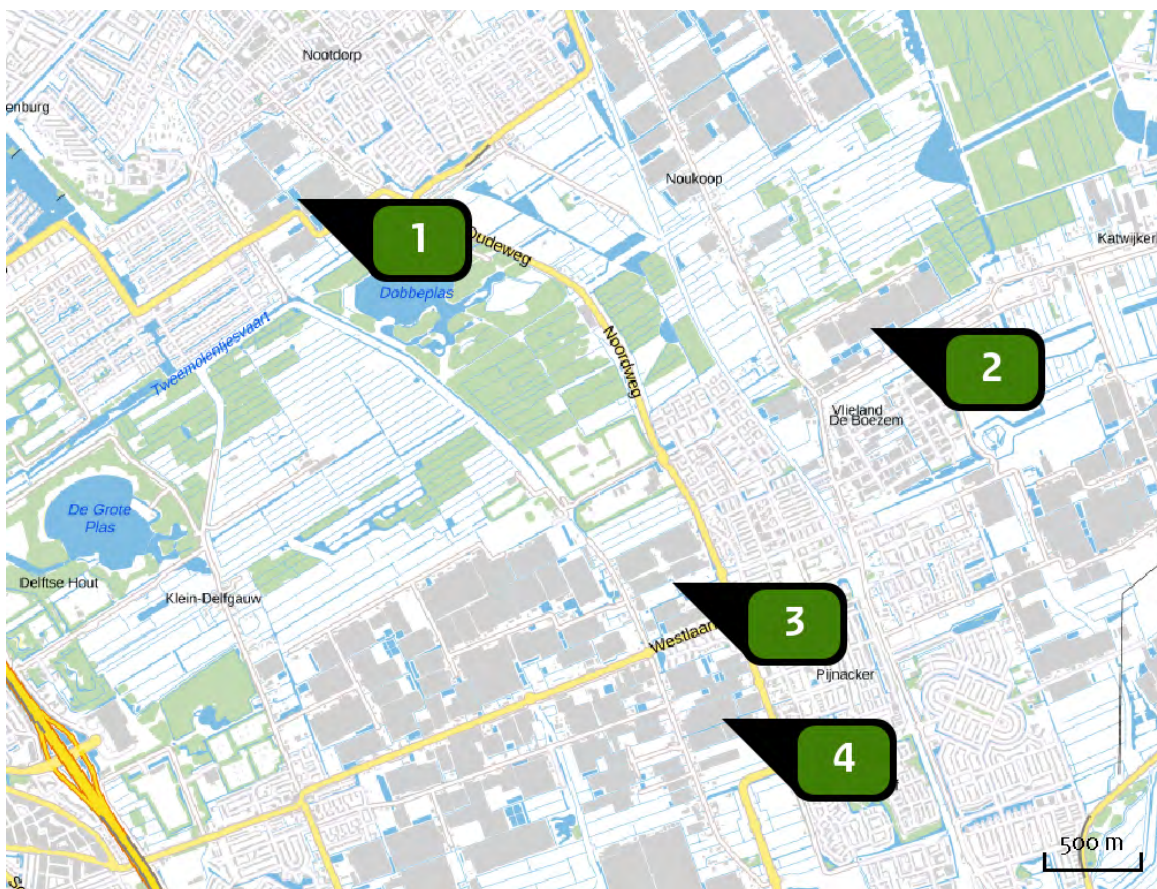 Nootdorp
enburg
Noukoop
1
Oudeweg
Katwijker
Dobbeplas
Tweemolentjesvaart
Noordweg
2
Vlieland
De Boezem
De Grote
Plas
Delftse Hout
Klein-Delfgauw
3
Westlaan
Pijnacker
4
500 m